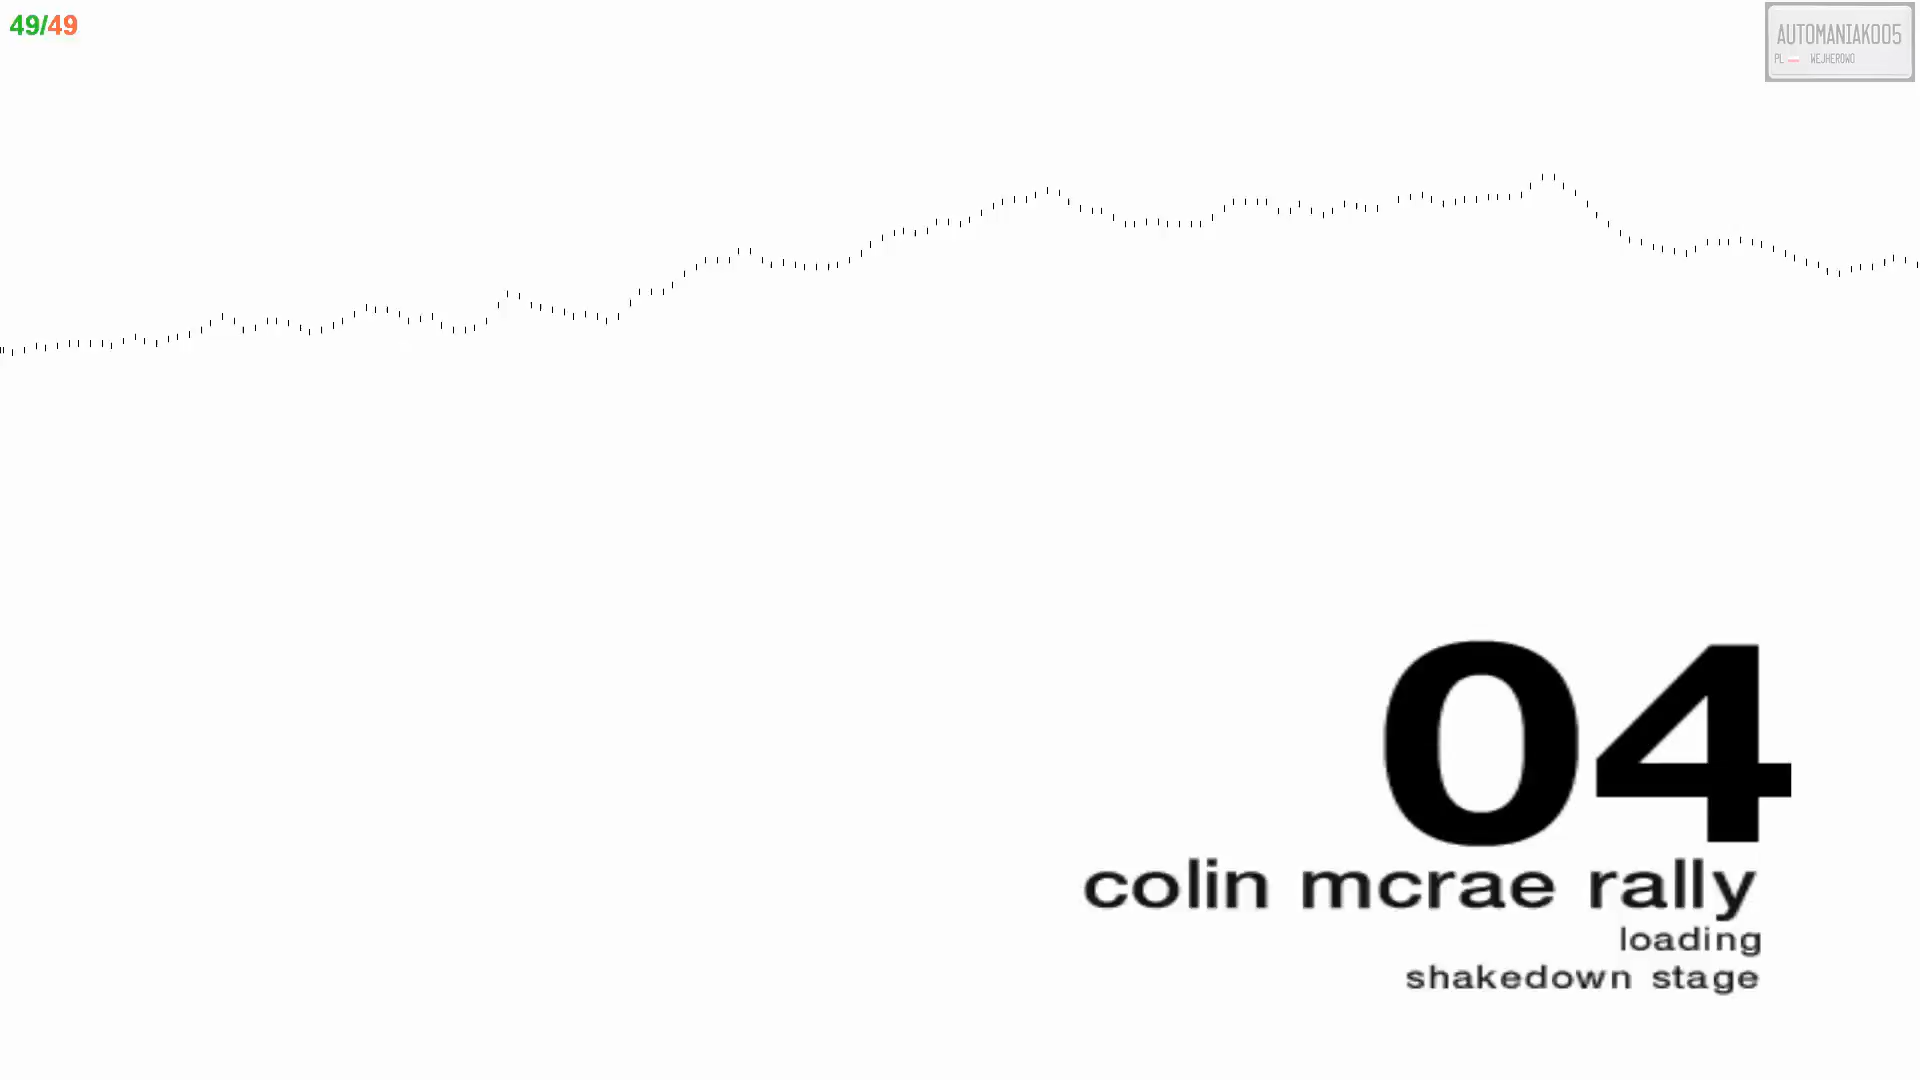 49/49
AUTOMANIAK005
PL WEJHEROWO
04
colin mcrae rally
loading
shakedown stage